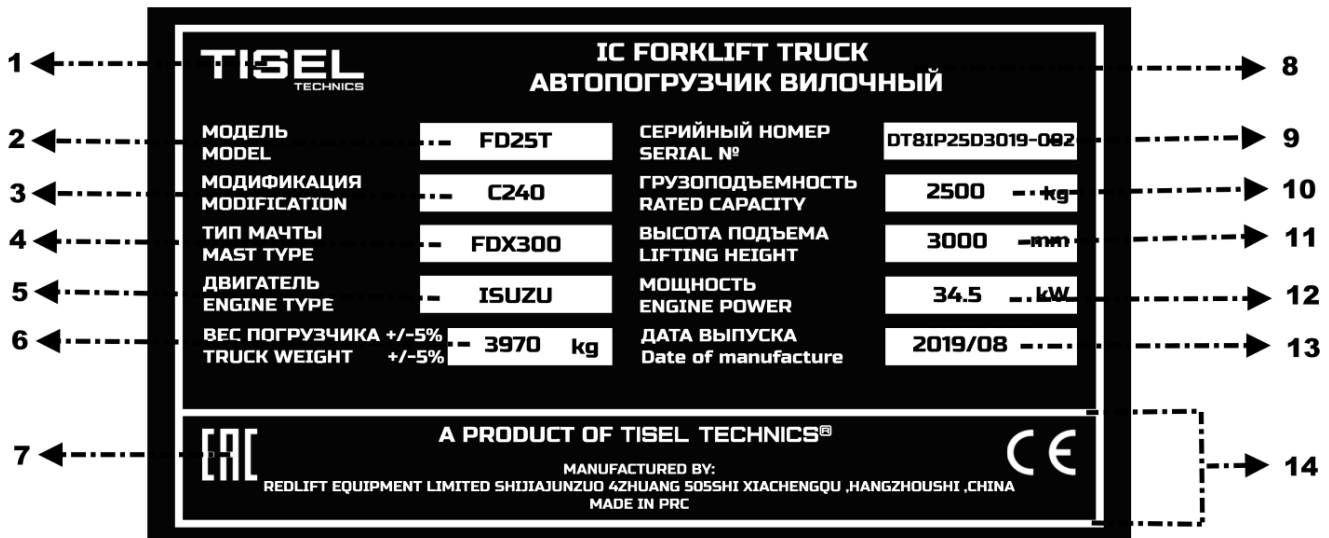 TISEL
TECHNICS
IC FORKLIFT TRUCK
АВТОПОГРУЗЧИК ВИЛОЧНЫЙ
1
8
2
МОДЕЛЬ
MODEL
FD25T
СЕРИЙНЫЙ НОМЕР
SERIAL №
DT8IP25D3019-002
9
3
МОДИФИКАЦИЯ
MODIFICATION
C240
ГРУЗОПОДЪЕМНОСТЬ
RATED CAPACITY
2500 kg
10
4
ТИП МАЧТЫ
MAST TYPE
FDX300
ВЫСОТА ПОДЪЕМА
LIFTING HEIGHT
3000 mm
11
5
ДВИГАТЕЛЬ
ENGINE TYPE
ISUZU
МОЩНОСТЬ
ENGINE POWER
34.5 kW
12
6
ВЕС ПОГРУЗЧИКА +/-5%
TRUCK WEIGHT +/-5%
3970 kg
ДАТА ВЫПУСКА
Date of manufacture
2019/08
13
7
EAC
A PRODUCT OF TISEL TECHNICS®
CE
MANUFACTURED BY:
REDLIFT EQUIPMENT LIMITED SHIJIAJUNZUO 4ZHUANG 505SHI XIACHENGQU ,HANGZHOUSHI ,CHINA
MADE IN PRC
14